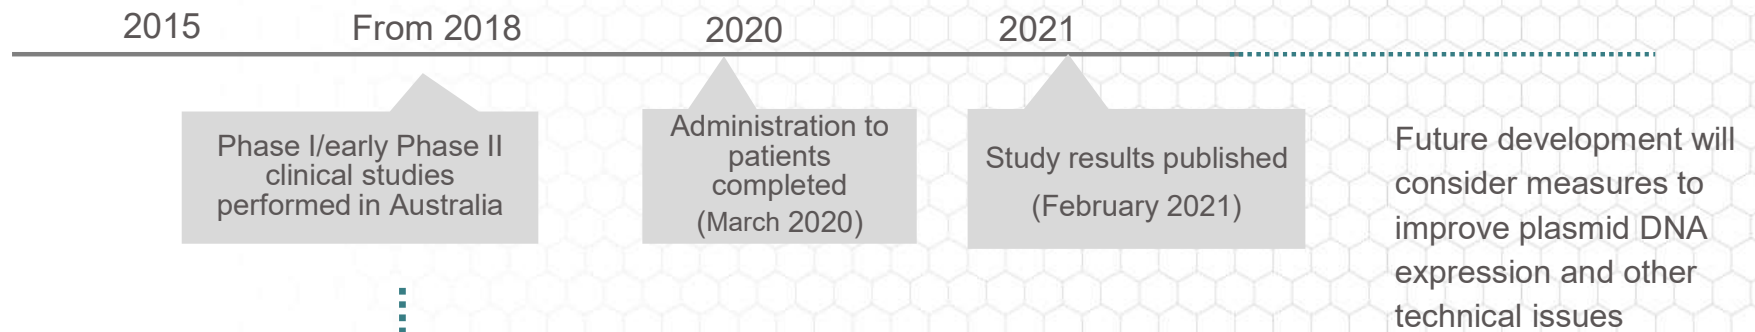 2015 From 2018 2020 2021
Phase I/early Phase II
clinical studies
performed in Australia
Administration to
patients
completed
(March 2020)
Study results published
(February 2021)
Future development will
consider measures to
improve plasmid DNA
expression and other
technical issues